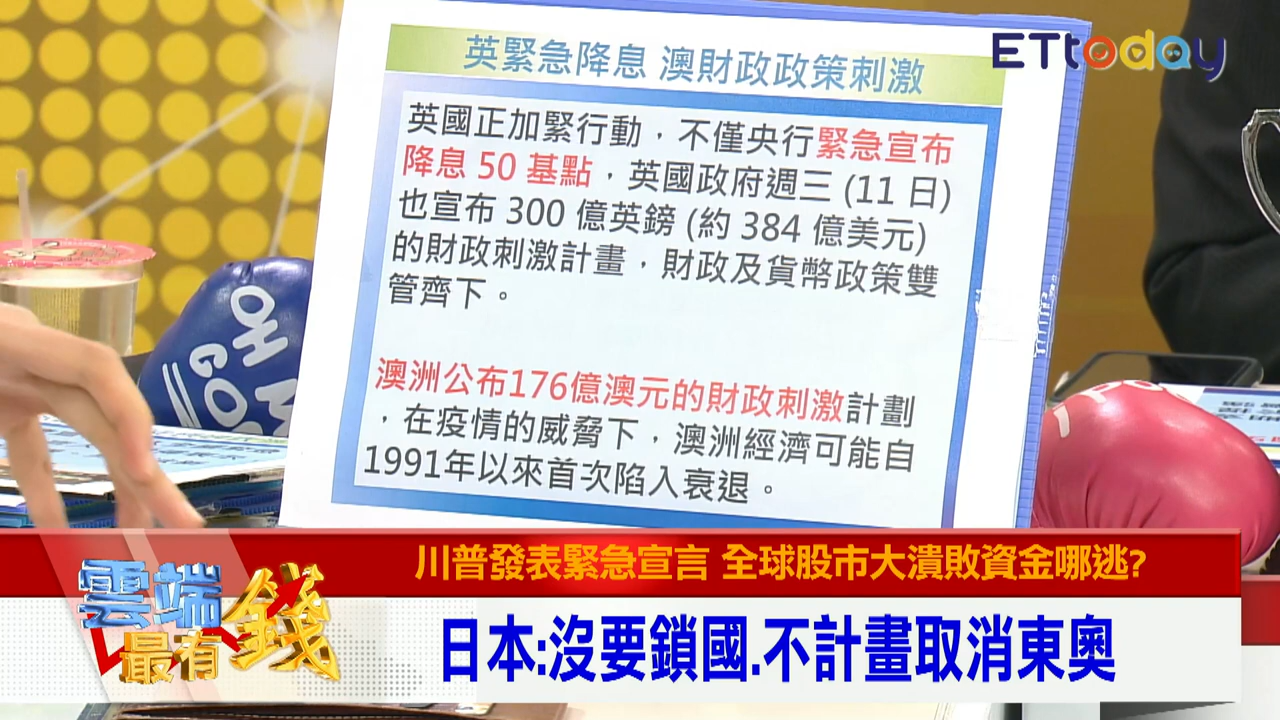 ETtoday
英緊急降息 澳財政政策刺激
英國正加緊行動，不僅央行緊急宣布
降息 50 基點，英國政府週三 (11 日)
也宣布 300 億英鎊 (約 384 億美元)
的財政刺激計畫，財政及貨幣政策雙
管齊下。
澳洲公布176億澳元的財政刺激計劃
，在疫情的威脅下，澳洲經濟可能自
1991年以來首次陷入衰退。
OH M
GO
川普發表緊急宣言 全球股市大潰敗資金哪逃?
雲端
最有錢
日本:沒要鎖國.不計畫取消東奧